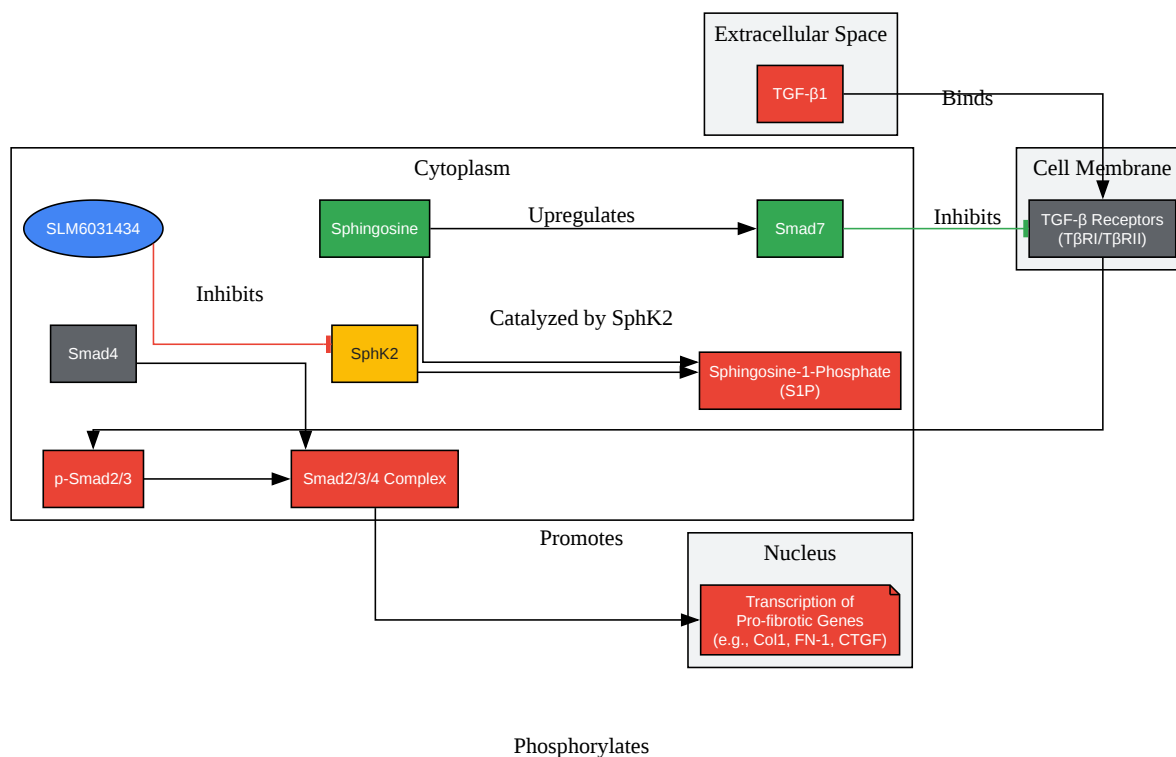 Extracellular Space
TGF-β1
Binds
Cytoplasm
Cell Membrane
SLM6031434
Sphingosine
Upregulates
Smad7
Inhibits
TGF-β Receptors
(TβRI/TβRII)
Inhibits
Catalyzed by SphK2
Smad4
SphK2
Sphingosine-1-Phosphate
(S1P)
p-Smad2/3
Smad2/3/4 Complex
Promotes
Nucleus
Transcription of
Pro-fibrotic Genes
(e.g., Col1, FN-1, CTGF)
Phosphorylates